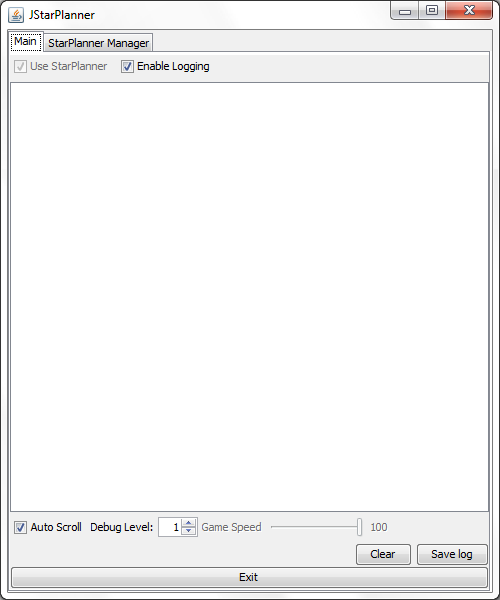 JStarPlanner
Main StarPlanner Manager
Use StarPlanner Enable Logging
Auto Scroll Debug Level: 1 Game Speed 100
Clear Save log
Exit